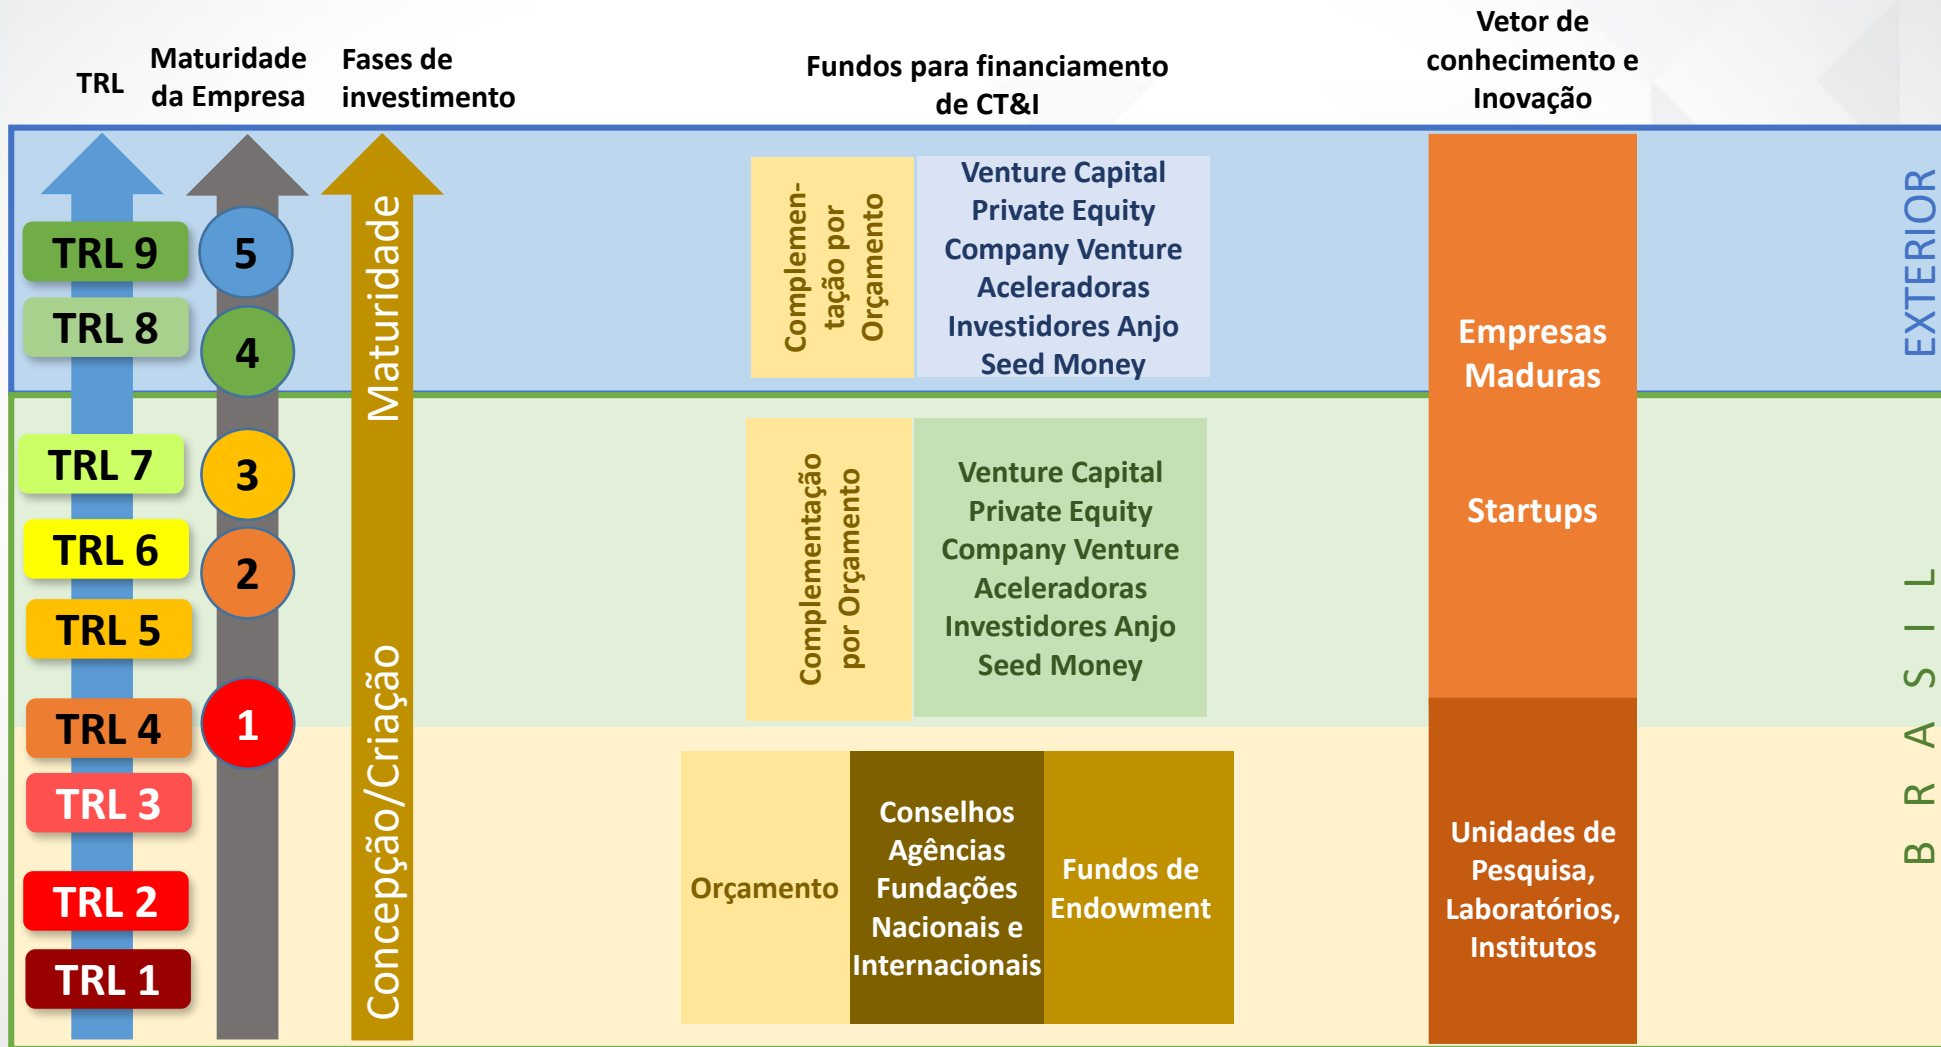 TRL
Maturidade
da Empresa
Fases de
investimento
Fundos para financiamento
de CT&I
Vetor de
conhecimento e
Inovação
TRL 9
TRL 8
TRL 7
TRL 6
TRL 5
TRL 4
TRL 3
TRL 2
TRL 1
5
4
3
2
1
Maturidade
Concepção/Criação
Complemen-
tação por
Orçamento
Venture Capital
Private Equity
Company Venture
Aceleradoras
Investidores Anjo
Seed Money
Complementação
por Orçamento
Venture Capital
Private Equity
Company Venture
Aceleradoras
Investidores Anjo
Seed Money
Orçamento
Conselhos
Agências
Fundações
Nacionais e
Internacionais
Fundos de
Endowment
Empresas
Maduras
Startups
Unidades de
Pesquisa,
Laboratórios,
Institutos
EXTERIOR
BRASIL